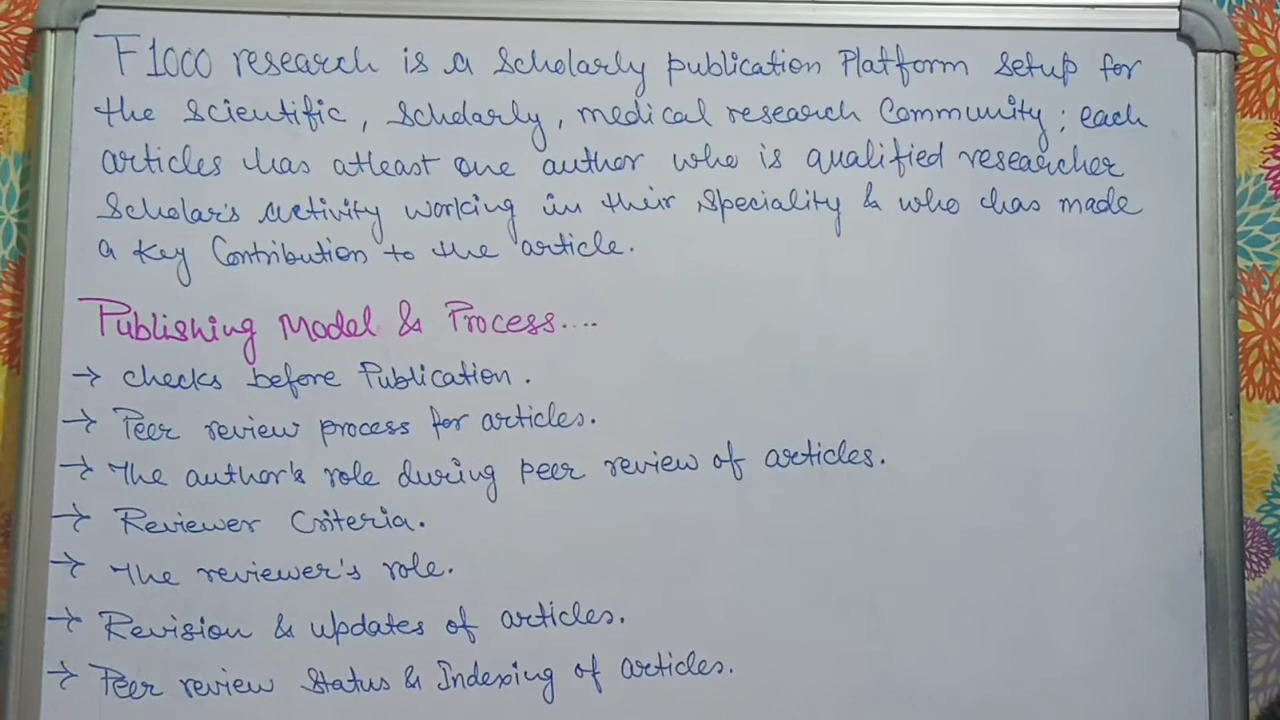 F1000 research is a Scholarly publication Platform Setup for
the Scientific, Scholarly, medical research Community; each
articles has atleast one author who is qualified researcher
Scholar's activity working in their Speciality & who has made
a key Contribution to the article.
Publishing Model & Process....
→ checks before Publication.
→ Peer review process for articles.
→ The author's role during peer review of articles.
→ Reviewer Criteria.
→ The reviewer's role.
→ Revision & updates of articles.
→ Peer review Status & Indexing of articles.